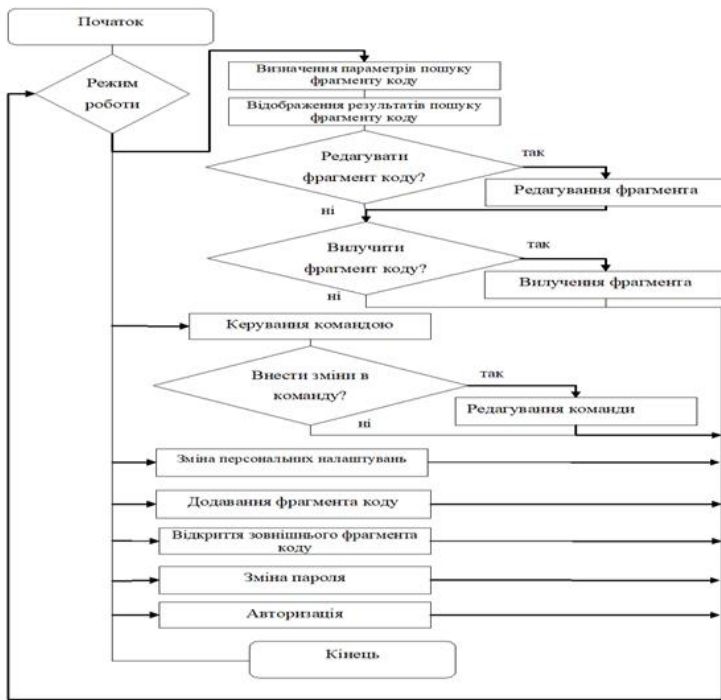 Початок
Режим
роботи
Визначення параметрів пошуку
фрагменту коду
Відображення результатів пошуку
фрагменту коду
Редагувати
фрагмент коду?
так
Редагування фрагмента
ні
Вилучити
фрагмент коду?
так
Вилучення фрагмента
ні
Керування командою
Внести зміни в
команду?
так
Редагування команди
ні
Зміна персональних налаштувань
Додавання фрагмента коду
Відкриття зовнішнього фрагмента
коду
Зміна пароля
Авторизація
Кінець